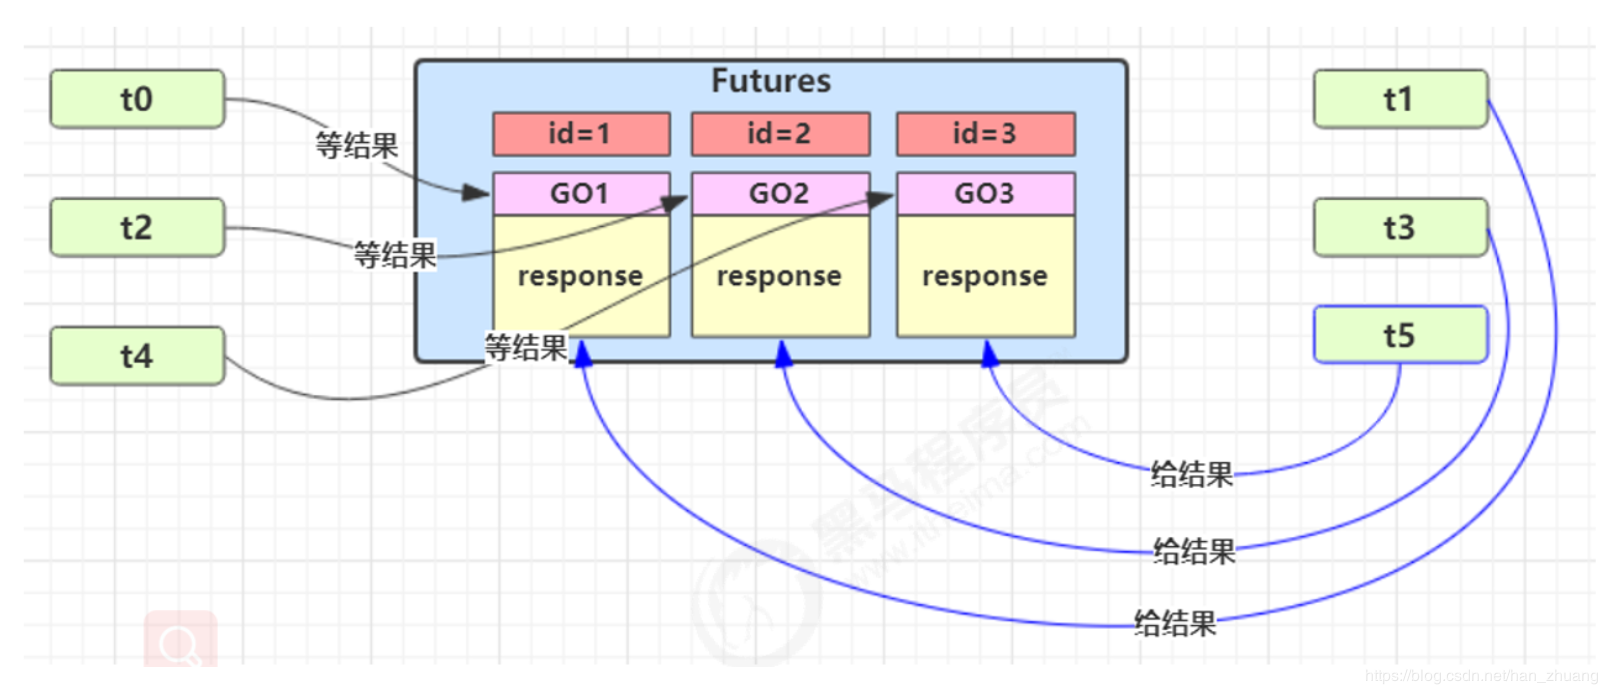 Futures
t0
t1
id=1
id=2
id=3
等结果
GO1
GO2
GO3
t2
t3
等结果
response
response
response
t4
等结果
t5
给结果
给结果
给结果
黑马程序员
www.itheima.com
https://blog.csdn.net/han_zhuang